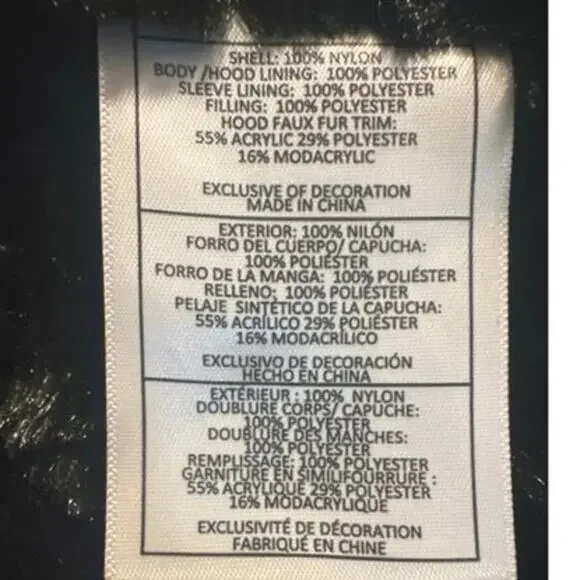 SHELL: 100% NYLON
BODY /HOOD LINING: 100% POLYESTER
SLEEVE LINING: 100% POLYESTER
FILLING: 100% POLYESTER
HOOD FAUX FUR TRIM:
55% ACRYLIC 29% POLYESTER
16% MODACRYLIC
EXCLUSIVE OF DECORATION
MADE IN CHINA
EXTERIOR: 100% NILÓN
FORRO DEL CUERPO/ CAPUCHA:
100% POLIÉSTER
FORRO DE LA MANGA: 100% POLIÉSTER
RELLENO: 100% POLIÉSTER
PELAJE SINTÉTICO DE LA CAPUCHA:
55% ACRÍLICO 29% POLIÉSTER
16% MODACRÍLICO
EXCLUSIVO DE DECORACIÓN
HECHO EN CHINA
EXTÉRIEUR : 100% NYLON
DOUBLURE CORPS/ CAPUCHE:
100% POLYESTER
DOUBLURE DES MANCHES:
100% POLYESTER
REMPLISSAGE: 100% POLYESTER
GARNITURE EN SIMILIFOURRURE :
55% ACRYLIQUE 29% POLYESTER
16% MODACRYLIQUE
EXCLUSIVITÉ DE DÉCORATION
FABRIQUÉ EN CHINE